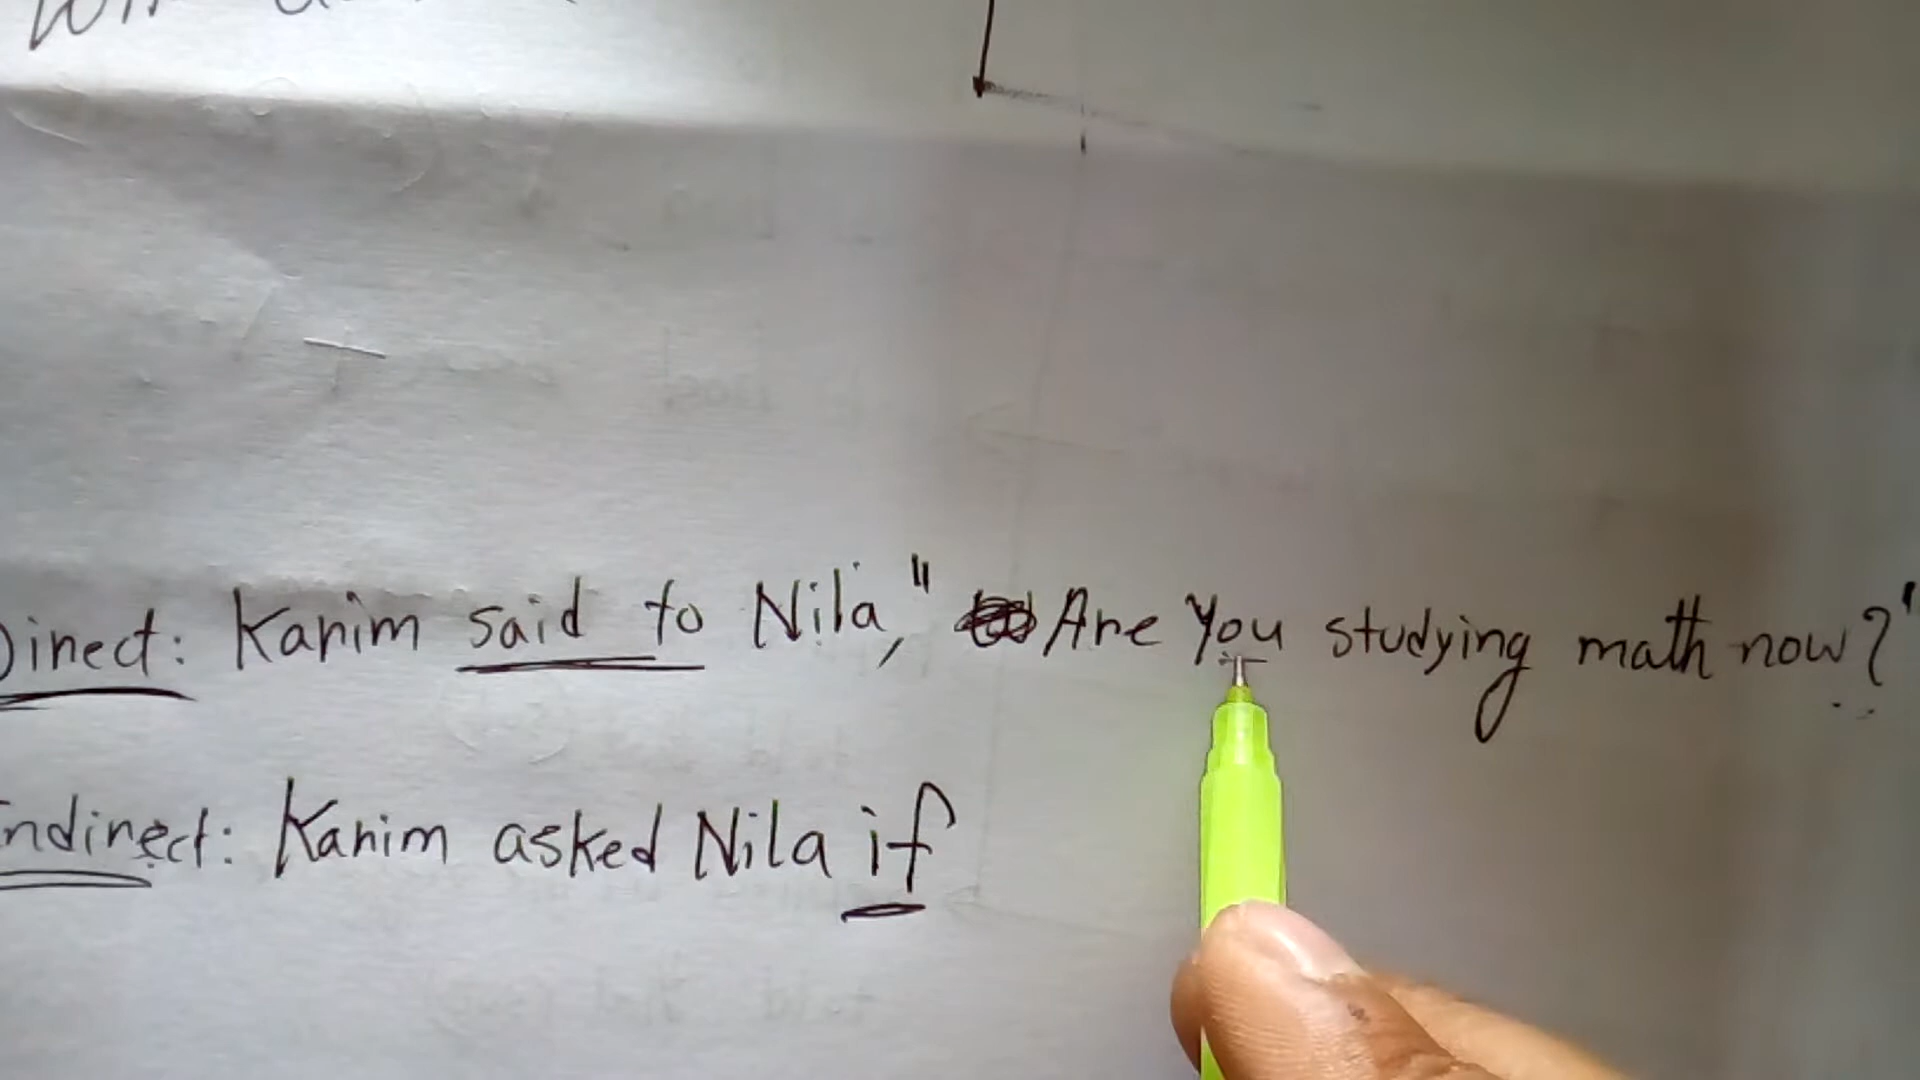 Direct: Karim said to Nila," Are You studying math now?"
Indirect: Karim asked Nila if